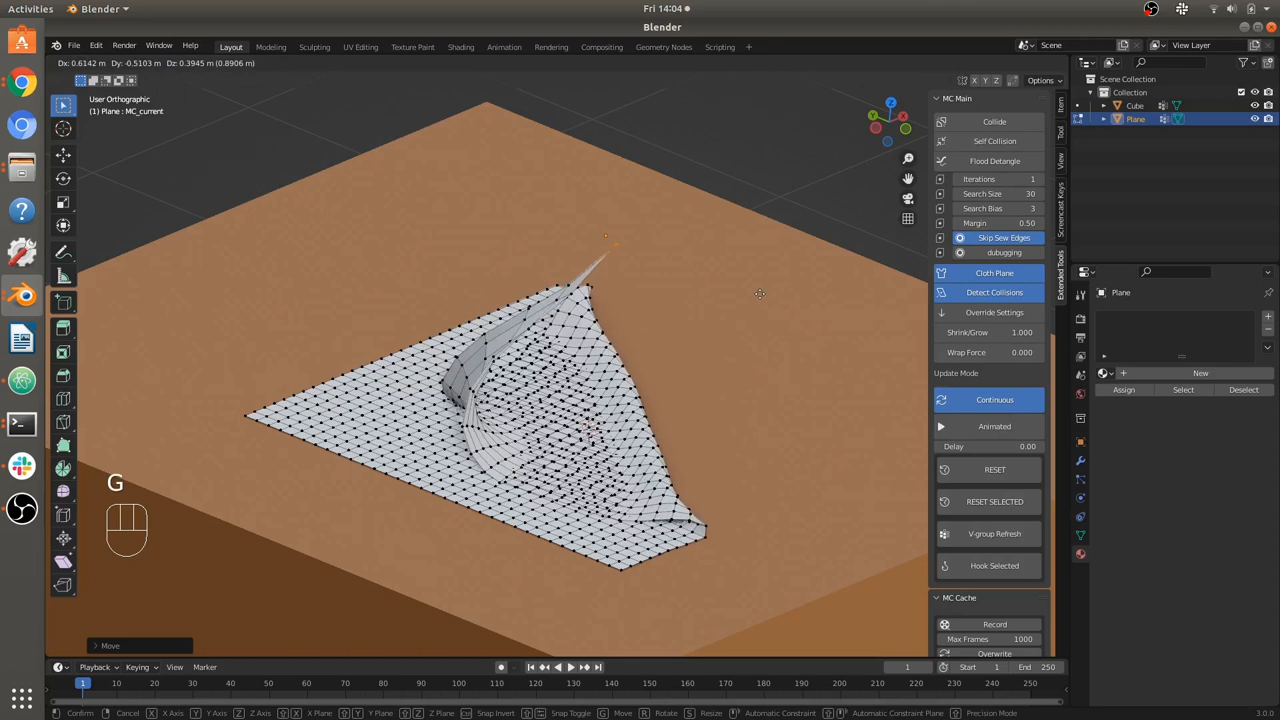 Activities
Blender
Fri 14:04
Blender
File Edit Render Window Help
Layout Modeling Sculpting UV Editing Texture Paint Shading Animation Rendering Compositing Geometry Nodes Scripting +
Scene
View Layer
Dx: 0.6142 m Dy: -0.5103 m Dz: 0.3945 m (0.8906 m)
X Y Z Options
User Orthographic
(1) Plane : MC_current
Z
Y
X
MC Main
Collide
Self Collision
Flood Detangle
Iterations 1
Search Size 30
Search Bias 3
Margin 0.50
Skip Sew Edges
dubugging
Cloth Plane
Detect Collisions
Override Settings
Shrink/Grow 1.000
Wrap Force 0.000
Update Mode
Continuous
Animated
Delay 0.00
RESET
RESET SELECTED
V-group Refresh
Hook Selected
MC Cache
Record
Max Frames 1000
Overwrite
Item
Tool
View
Screencast Keys
Extended Tools
Scene Collection
Collection
Cube
Plane
Plane
New
Assign Select Deselect
G
Move
Playback Keying View Marker
1 Start 1 End 250
1 10 20 30 40 50 60 70 80 90 100 110 120 130 140 150 160 170 180 190 200 210 220 230 240 250
Confirm Cancel X X Axis Y Y Axis Z Z Axis X X Plane Y Y Plane Z Z Plane Snap Invert Snap Toggle G Move R Rotate S Resize Automatic Constraint Automatic Constraint Plane Precision Mode
3.0.0